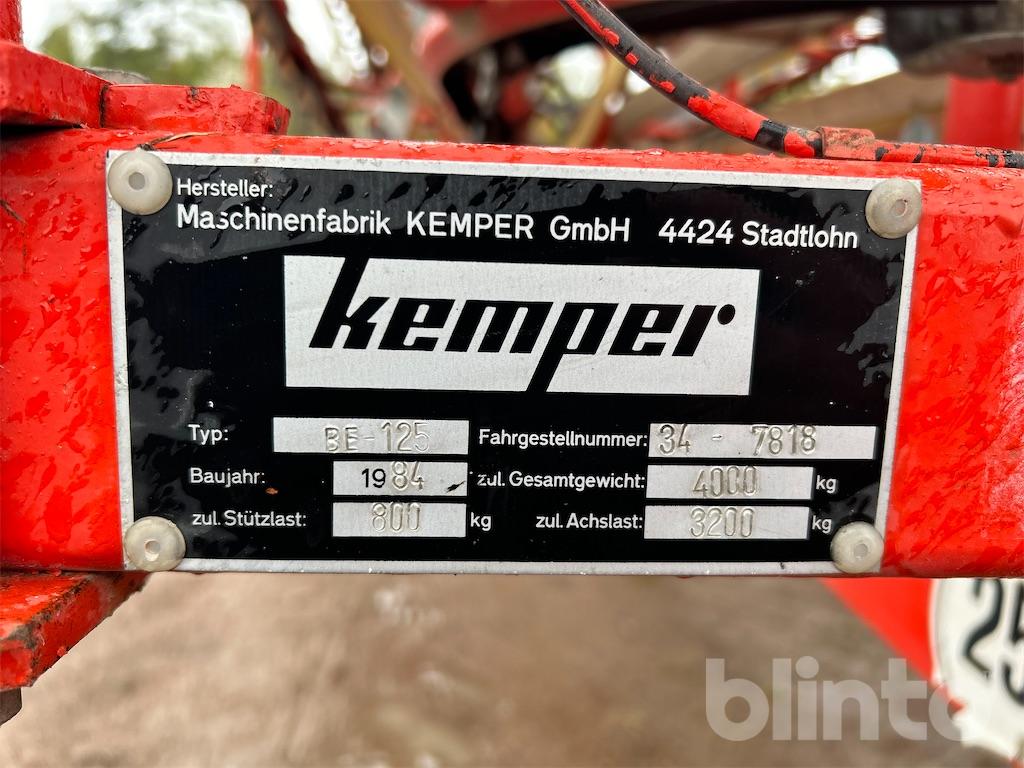 Hersteller:
Maschinenfabrik KEMPER GmbH 4424 Stadtlohn
kemper
Typ: BE-125 Fahrgestellnummer: 34 - 7818
Baujahr: 1984 zul. Gesamtgewicht: 4000 kg
zul. Stützlast: 800 kg zul. Achslast: 3200 kg
25
blinto